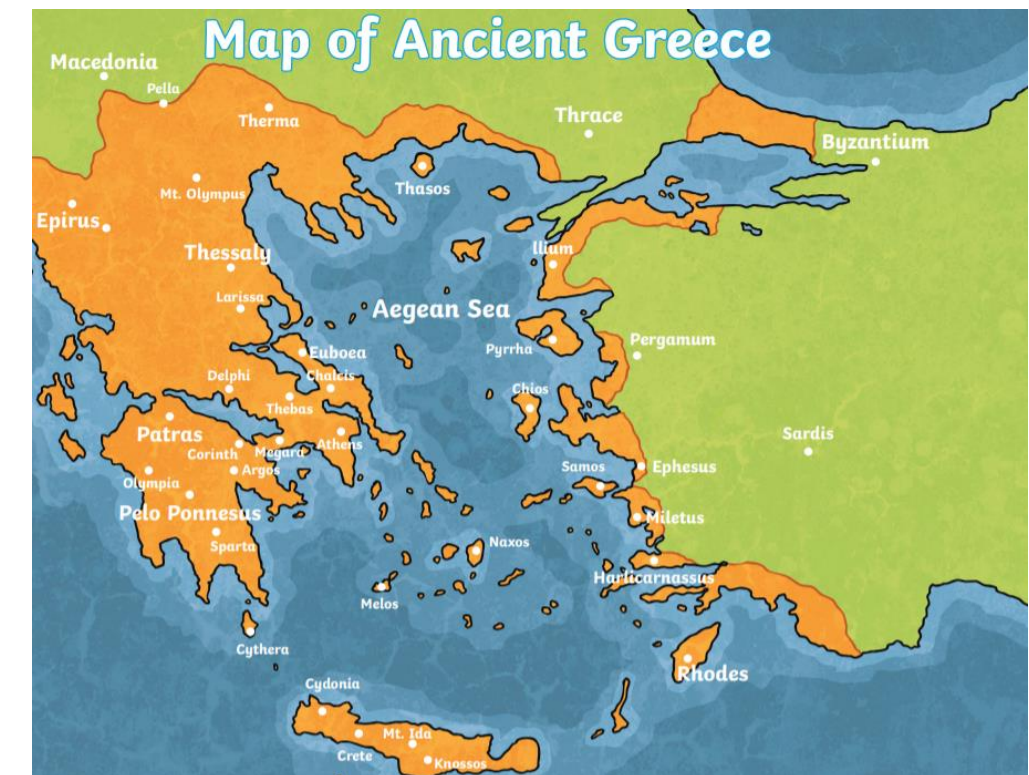 Map of Ancient Greece
Macedonia
Pella
Therma
Thrace
Byzantium
Thasos
Mt. Olympus
Epirus
Thessaly
Ilium
Larissa
Aegean Sea
Pergamum
Pyrrha
Euboea
Delphi
Chalcis
Chios
Thebas
Patras
Corinth
Megara
Athens
Sardis
Argos
Samos
Ephesus
Olympia
Pelo Ponnesus
Miletus
Sparta
Naxos
Harlicarnassus
Melos
Cythera
Rhodes
Cydonia
Mt. Ida
Crete
Knossos